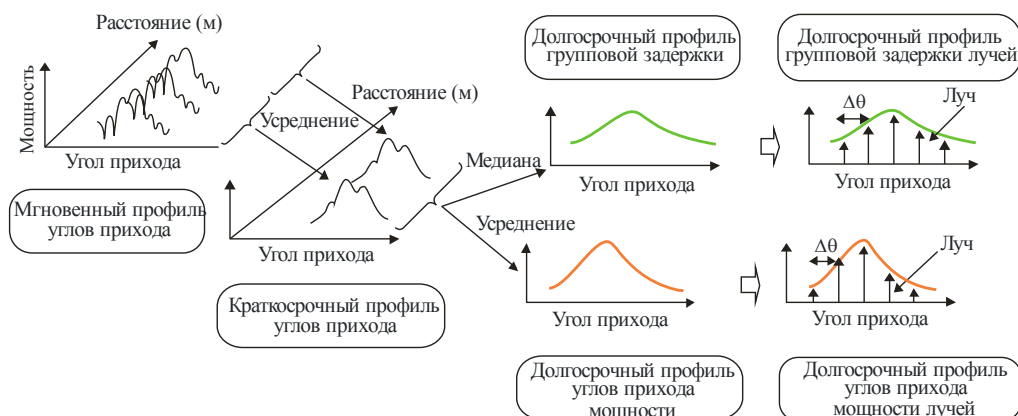 Расстояние (м)
Мощность
Угол прихода
Мгновенный профиль
углов прихода
Усреднение
Расстояние (м)
Угол прихода
Краткосрочный профиль
углов прихода
Медиана
Усреднение
Долгосрочный профиль
групповой задержки
Угол прихода
Долгосрочный профиль
групповой задержки лучей
Δθ
Луч
Угол прихода
Угол прихода
Долгосрочный профиль
углов прихода
мощности
Δθ
Луч
Угол прихода
Долгосрочный профиль
углов прихода
мощности лучей